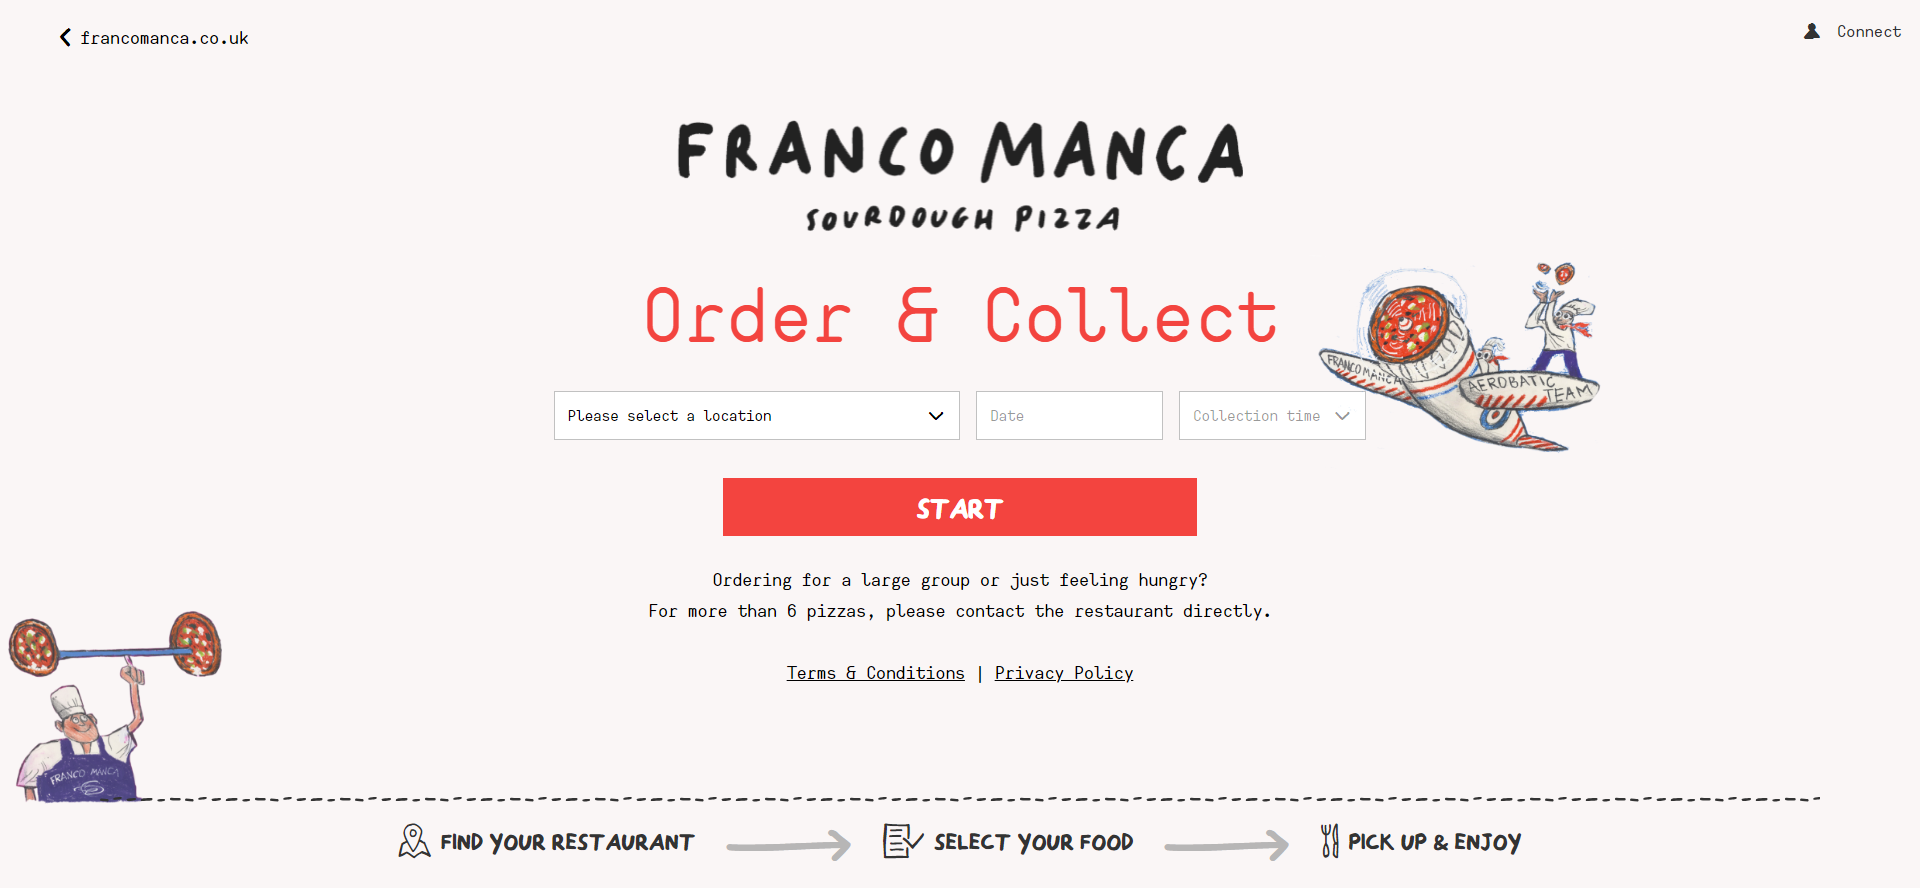 francomanca.co.uk
Connect
FRANCO MANCA
SOURDOUGH PIZZA
Order & Collect
FRANCO MANCA
AEROBATIC
TEAM
Please select a location
Date
Collection time
START
Ordering for a large group or just feeling hungry?
For more than 6 pizzas, please contact the restaurant directly.
Terms & Conditions | Privacy Policy
FRANCO MANCA
FIND YOUR RESTAURANT
SELECT YOUR FOOD
PICK UP & ENJOY